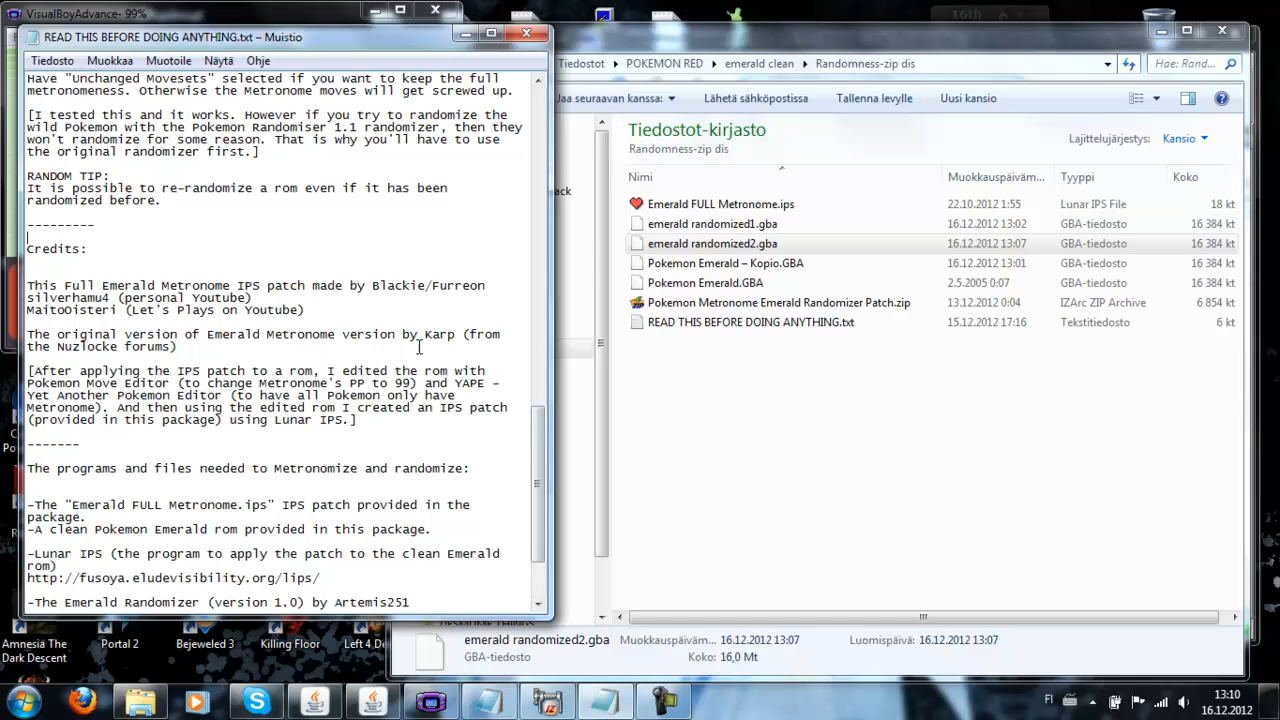 VisualBoyAdvance- 99%
16th
READ THIS BEFORE DOING ANYTHING.txt – Muistio
Tiedosto Muokkaa Muotoile Näytä Ohje
Have "Unchanged Movesets" selected if you want to keep the full
metronomeness. Otherwise the Metronome moves will get screwed up.
[I tested this and it works. However if you try to randomize the
wild Pokemon with the Pokemon Randomiser 1.1 randomizer, then they
won't randomize for some reason. That is why you'll have to use
the original randomizer first.]
RANDOM TIP:
It is possible to re-randomize a rom even if it has been
randomized before.
---------
Credits:
This Full Emerald Metronome IPS patch made by Blackie/Furreon
silverhamu4 (personal Youtube)
MaitoOisteri (Let's Plays on Youtube)
The original version of Emerald Metronome version by Karp (from
the Nuzlocke forums)
[After applying the IPS patch to a rom, I edited the rom with
Pokemon Move Editor (to change Metronome's PP to 99) and YAPE -
Yet Another Pokemon Editor (to have all Pokemon only have
Metronome). And then using the edited rom I created an IPS patch
(provided in this package) using Lunar IPS.]
-------
The programs and files needed to Metronomize and randomize:
-The "Emerald FULL Metronome.ips" IPS patch provided in the
package.
-A clean Pokemon Emerald rom provided in this package.
-Lunar IPS (the program to apply the patch to the clean Emerald
rom)
http://fusoya.eludevisibility.org/lips/
-The Emerald Randomizer (version 1.0) by Artemis251
Tiedostot POKEMON RED emerald clean Randomness-zip dis
Hae: Rand...
Jaa seuraavan kanssa: Lähetä sähköpostissa Tallenna levylle Uusi kansio
Tiedostot-kirjasto
Randomness-zip dis
Lajittelujärjestys: Kansio
Nimi Muokkauspäiväm... Tyyppi Koko
Emerald FULL Metronome.ips 22.10.2012 1:55 Lunar IPS File 18 kt
emerald randomized1.gba 16.12.2012 13:02 GBA-tiedosto 16 384 kt
emerald randomized2.gba 16.12.2012 13:07 GBA-tiedosto 16 384 kt
Pokemon Emerald – Kopio.GBA 16.12.2012 13:01 GBA-tiedosto 16 384 kt
Pokemon Emerald.GBA 2.5.2005 0:07 GBA-tiedosto 16 384 kt
Pokemon Metronome Emerald Randomizer Patch.zip 13.12.2012 0:04 IZArc ZIP Archive 6 854 kt
READ THIS BEFORE DOING ANYTHING.txt 15.12.2012 17:16 Tekstitiedosto 6 kt
emerald randomized2.gba Muokkauspäiväm... 16.12.2012 13:07 Luomispäivä: 16.12.2012 13:07
GBA-tiedosto Koko: 16,0 Mt
Amnesia The
Dark Descent
Portal 2
Bejeweled 3
Killing Floor
Left 4
FI
13:10
16.12.2012